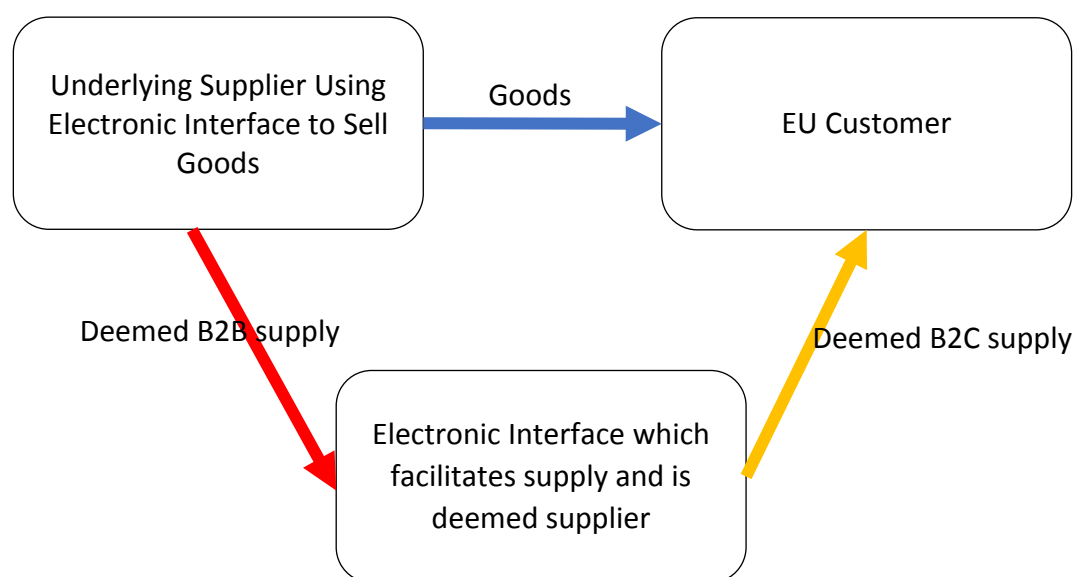 Underlying Supplier Using
Electronic Interface to Sell
Goods
Goods
EU Customer
Deemed B2B supply
Deemed B2C supply
Electronic Interface which
facilitates supply and is
deemed supplier